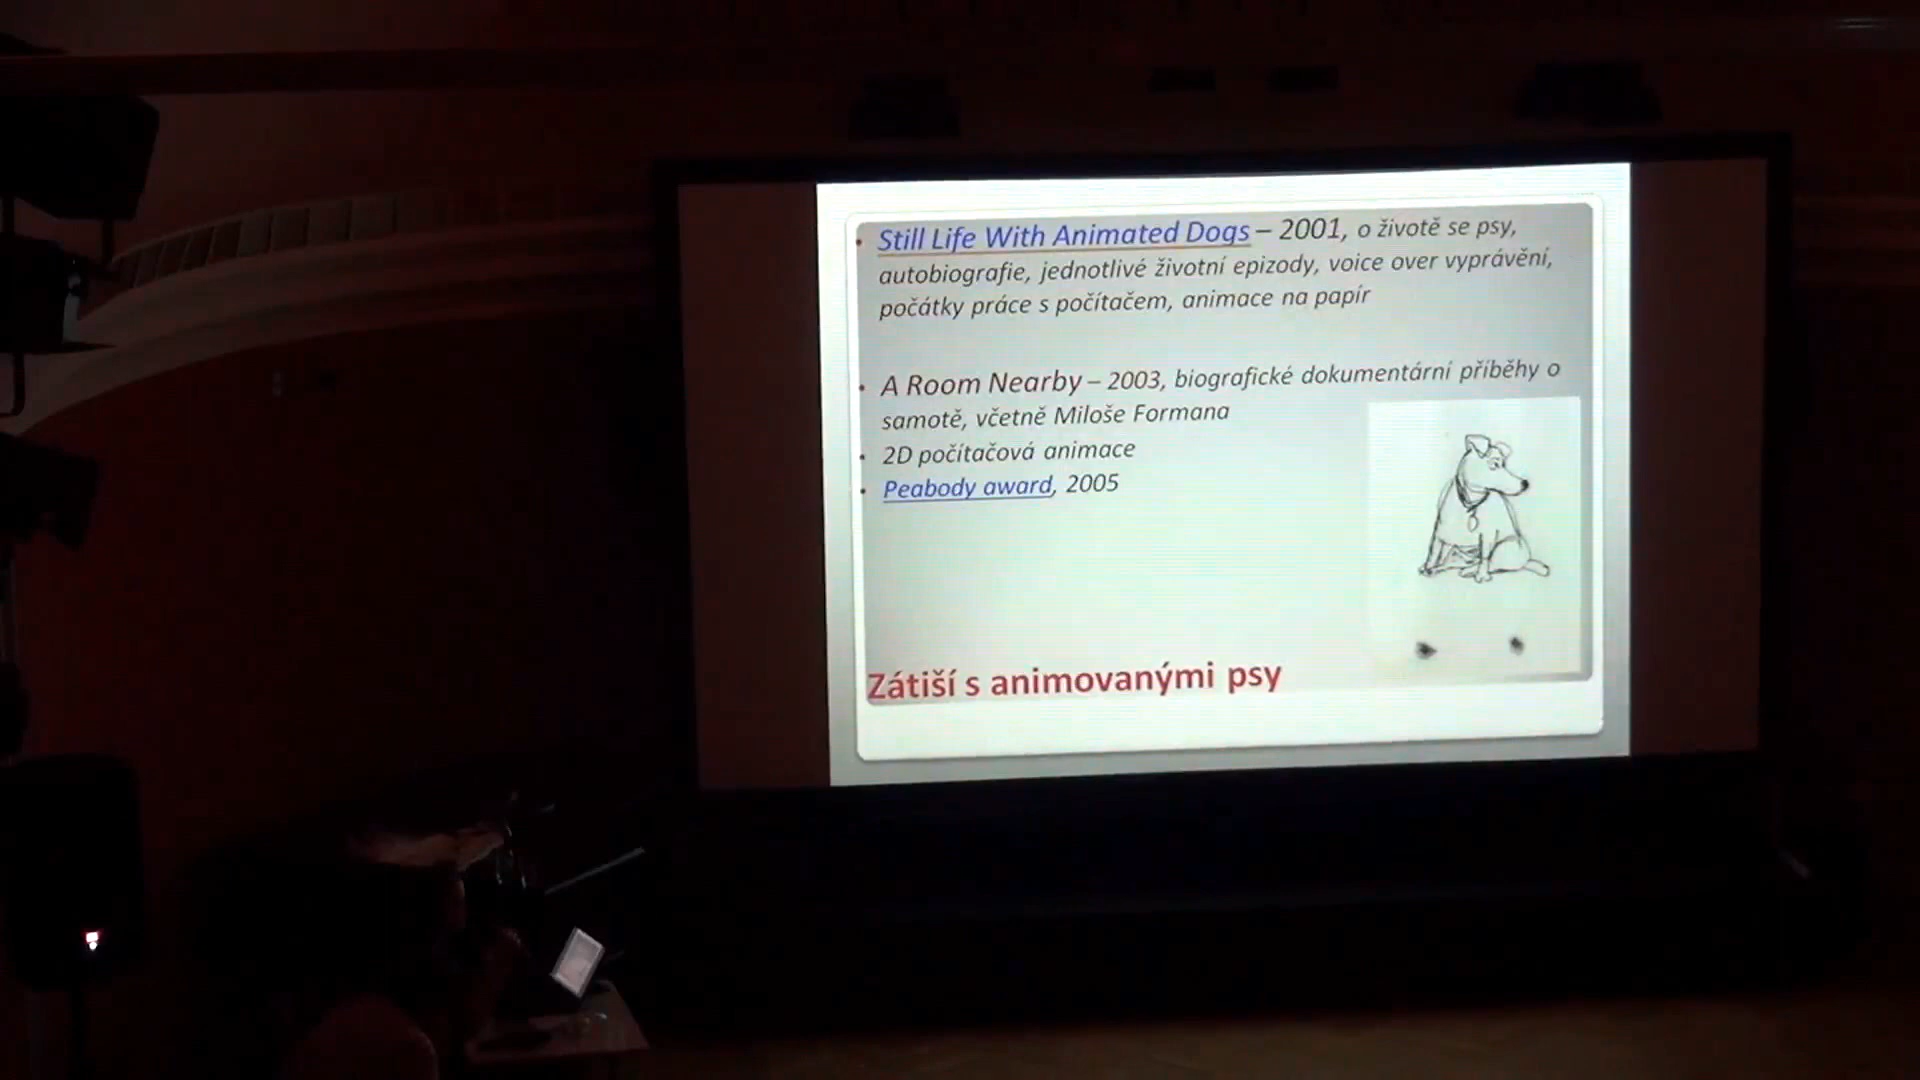 Still Life With Animated Dogs – 2001, o životě se psy,
autobiografie, jednotlivé životní epizody, voice over vyprávění,
počátky práce s počítačem, animace na papír
A Room Nearby – 2003, biografické dokumentární příběhy o
samotě, včetně Miloše Formana
2D počítačová animace
Peabody award, 2005
Zátiší s animovanými psy